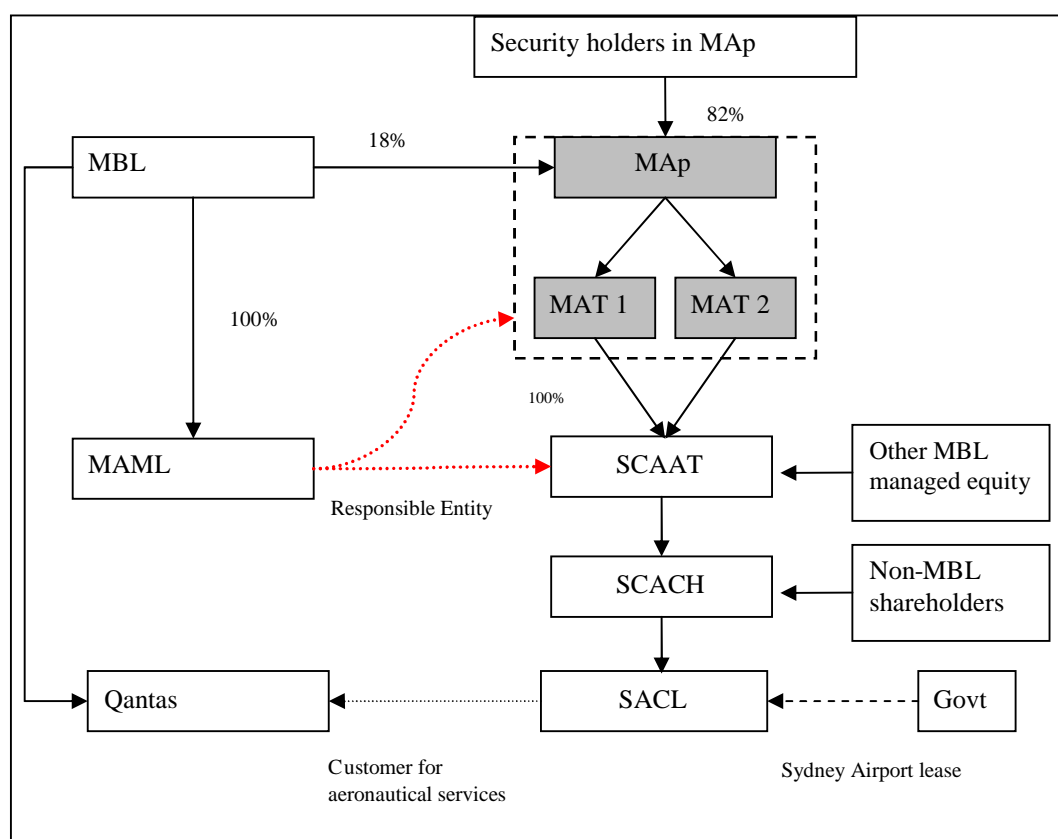 Security holders in MAp
82%
18%
MBL
MAp
MAT 1
MAT 2
100%
100%
MAML
SCAAT
Other MBL
managed equity
Responsible Entity
SCACH
Non-MBL
shareholders
Qantas
SACL
Govt
Customer for
aeronautical services
Sydney Airport lease